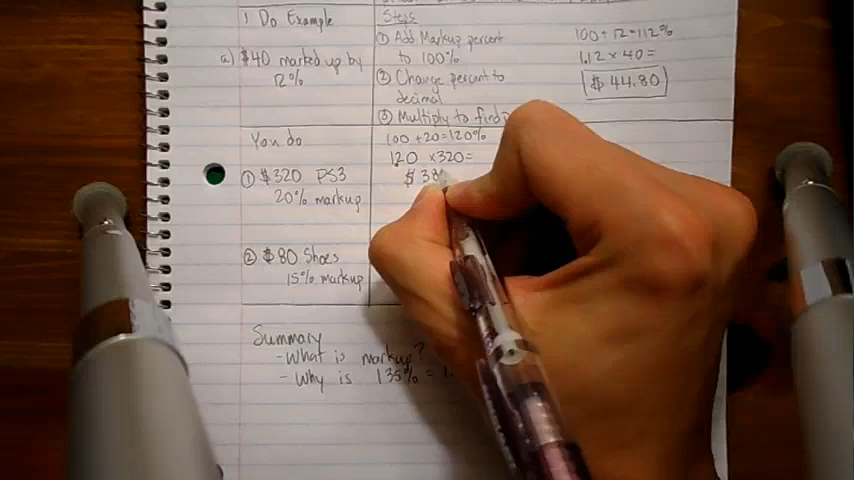 I Do Example
Steps
a) $40 marked up by
12%
① Add Markup percent
to 100%
② Change percent to
decimal
③ Multiply to find
100 + 12 = 112%
1.12 x 40 =
$ 44.80
You do
① $320 PS3
20% markup
100 + 20 = 120%
1.20 x 320 =
$ 38
② $80 Shoes
15% markup
Summary
- What is markup?
- Why is 135% = 1.